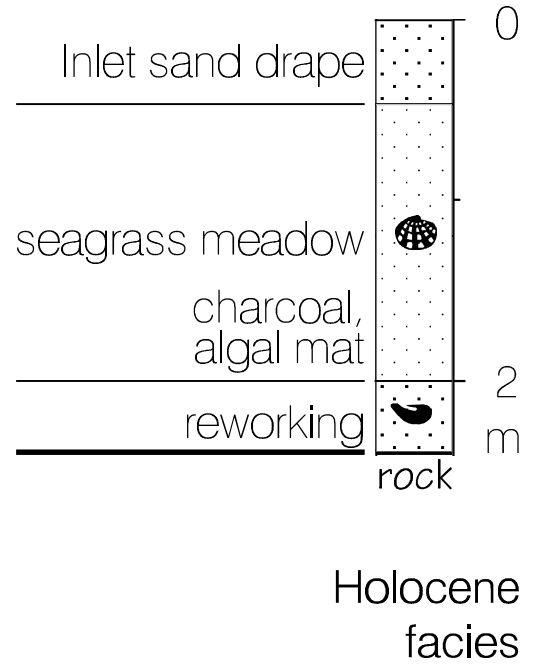 0
Inlet sand drape
seagrass meadow
charcoal,
algal mat
2
reworking
m
rock
Holocene
facies